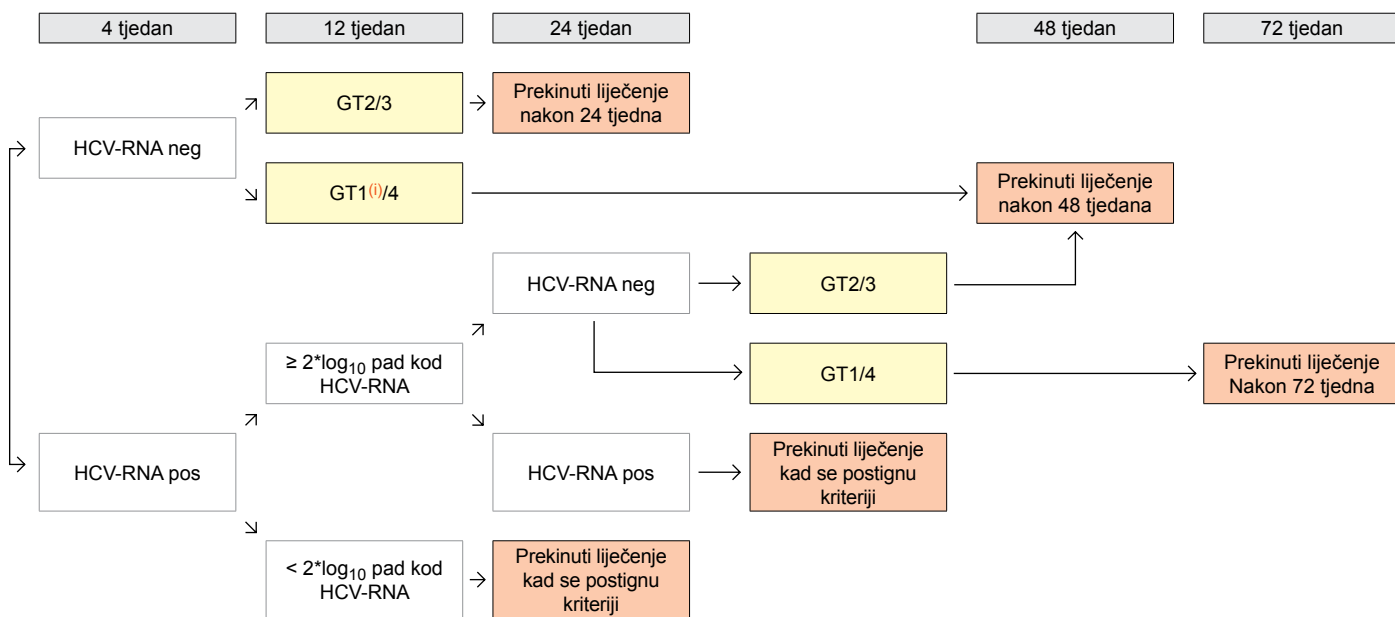 4 tjedan
12 tjedan
24 tjedan
48 tjedan
72 tjedan
HCV-RNA neg
GT2/3
Prekinuti liječenje
nakon 24 tjedna
GT1(i)/4
Prekinuti liječenje
nakon 48 tjedana
HCV-RNA neg
GT2/3
≥ 2*log10 pad kod
HCV-RNA
GT1/4
Prekinuti liječenje
Nakon 72 tjedna
HCV-RNA pos
HCV-RNA pos
Prekinuti liječenje
kad se postignu
kriteriji
< 2*log10 pad kod
HCV-RNA
Prekinuti liječenje
kad se postignu
kriteriji